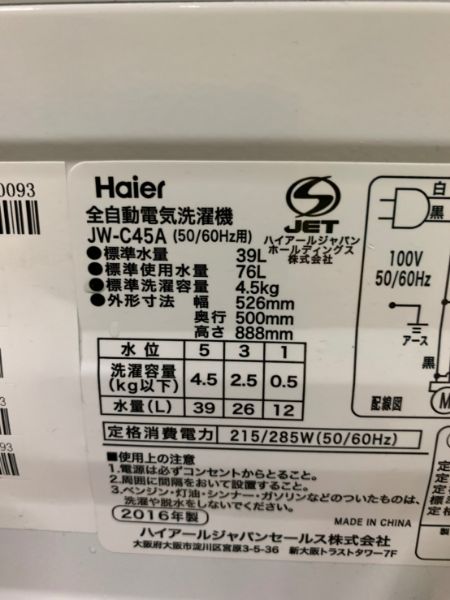 0093
Haier
全自動電気洗濯機
JW-C45A (50/60Hz用)
JET
ハイアールジャパン
ホールディングス
株式会社
●標準水量 39L
●標準使用水量 76L
●標準洗濯容量 4.5kg
●外形寸法 幅 526mm
奥行 500mm
高さ 888mm
水位 5 3 1
洗濯容量(kg以下) 4.5 2.5 0.5
水量(L) 39 26 12
定格消費電力 215/285W(50/60Hz)
■使用上の注意
1.電源は必ずコンセントからとること。
2.周囲に間隔をおいて設置すること。
3.ベンジン・灯油・シンナー・ガソリンなどのついたものは、
洗濯や脱水をしないでください。
2016年製
MADE IN CHINA
ハイアールジャパンセールス株式会社
大阪府大阪市淀川区宮原3-5-36 新大阪トラストタワー7F
白
黒
100V
50/60Hz
アース
黒
配線図
M
3
093